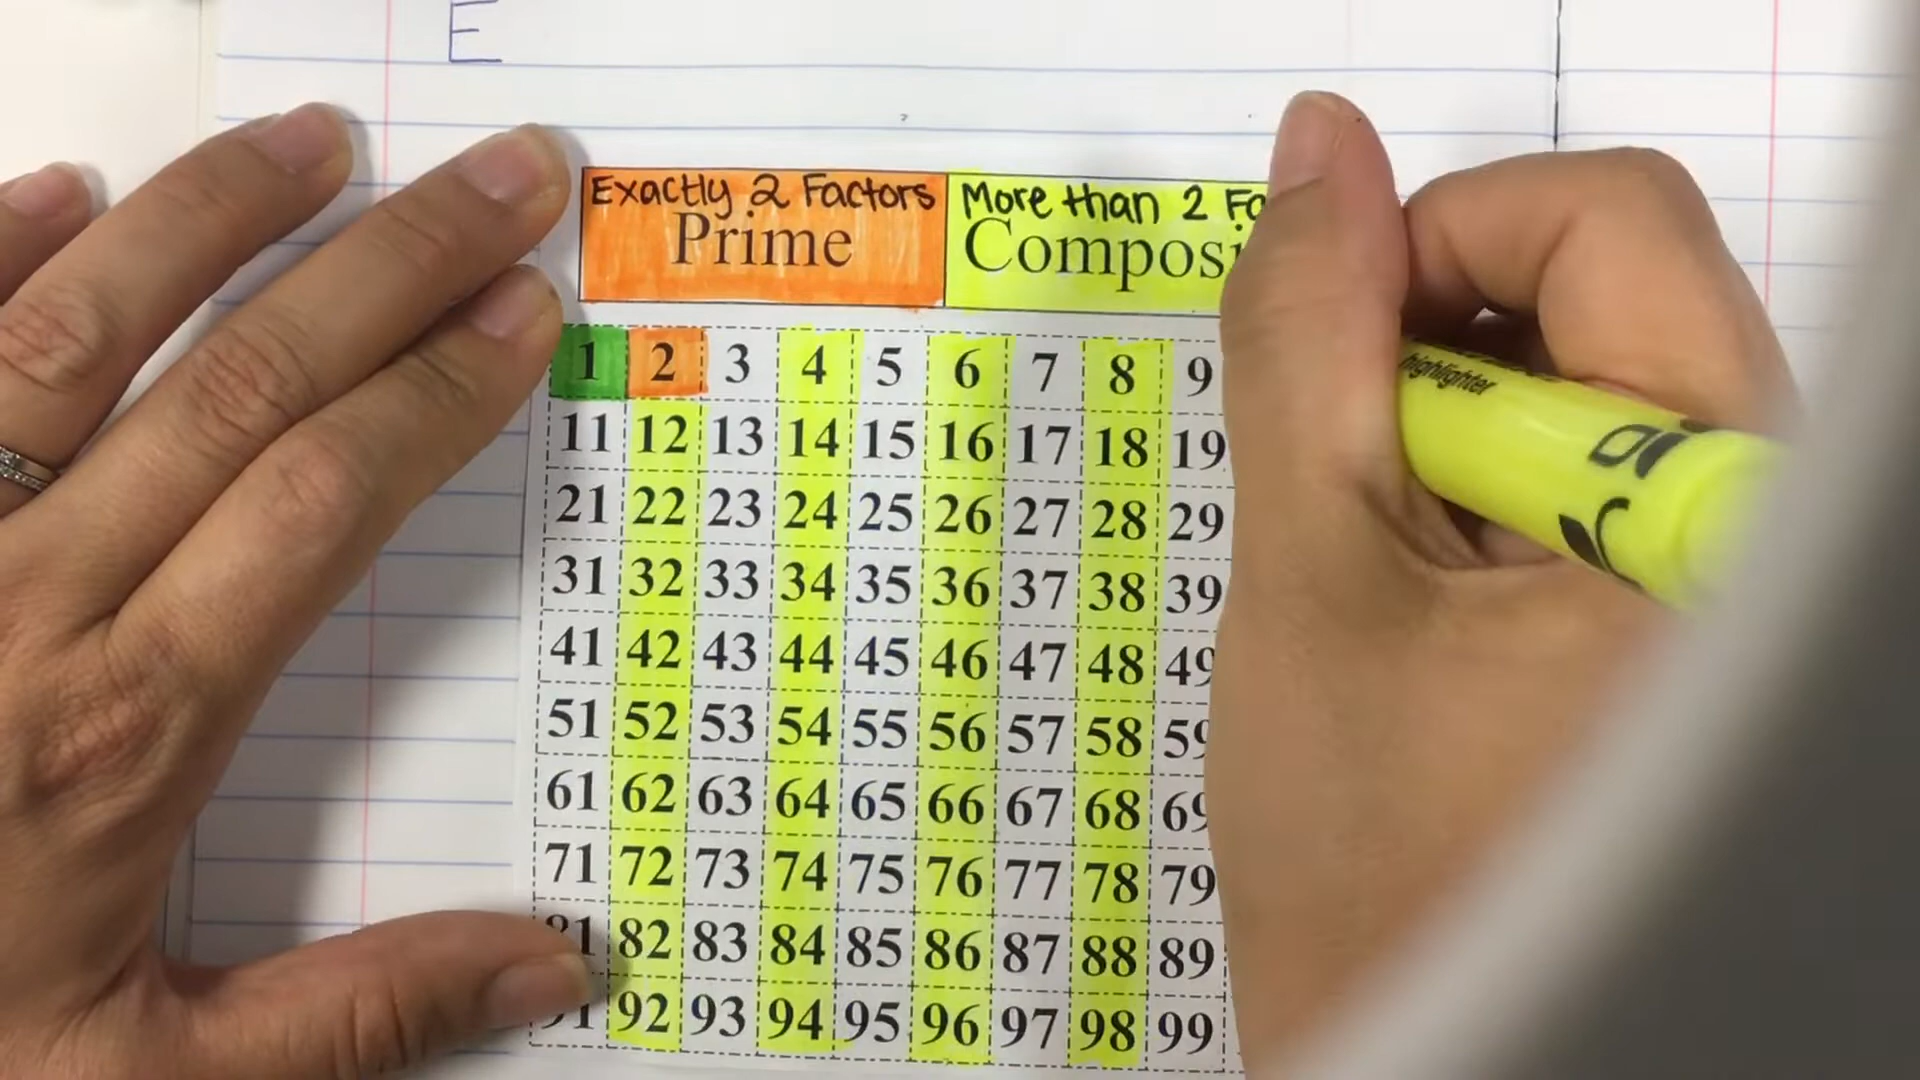 E
Exactly 2 Factors
Prime
More than 2
1 2 3 4 5 6 7 8 9
11 12 13 14 15 16 17 18 19
21 22 23 24 25 26 27 28 29
31 32 33 34 35 36 37 38 39
41 42 43 44 45 46 47 48
51 52 53 54 55 56 57 58
61 62 63 64 65 66 67 68
71 72 73 74 75 76 77 78 79
82 83 84 85 86 87 88 89
92 93 94 95 96 97 98 99
highlighter